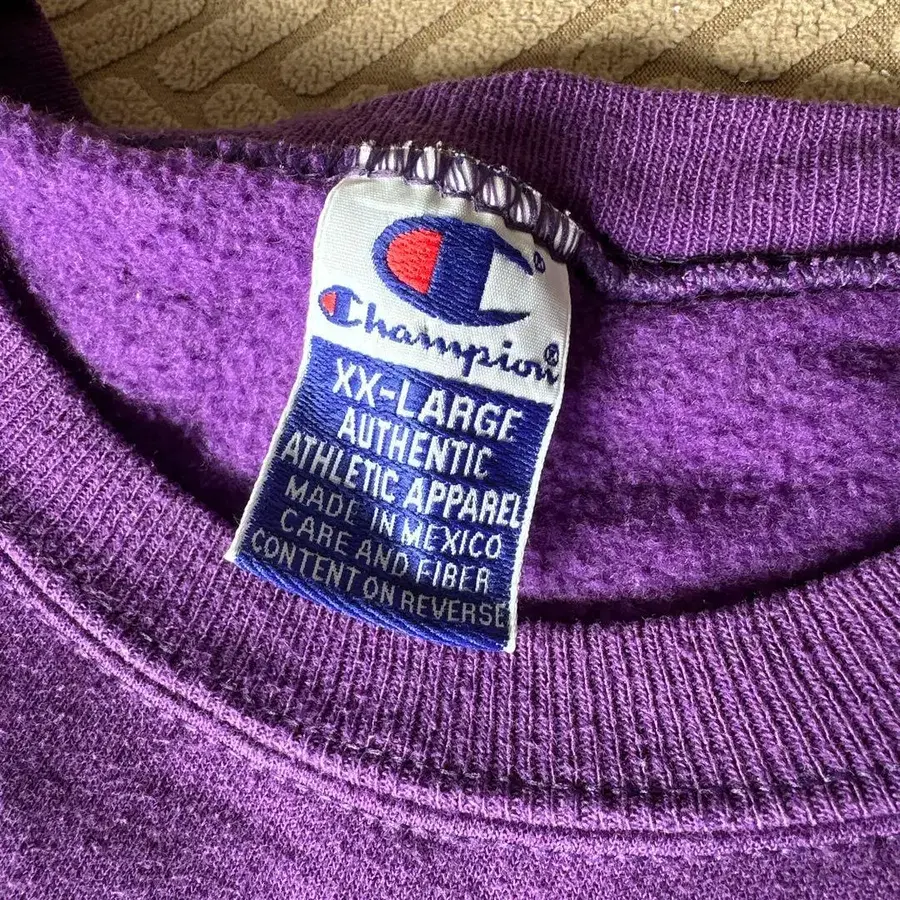 Champion®
XX-LARGE
AUTHENTIC
ATHLETIC APPAREL
MADE IN MEXICO
CARE AND FIBER
CONTENT ON REVERSE